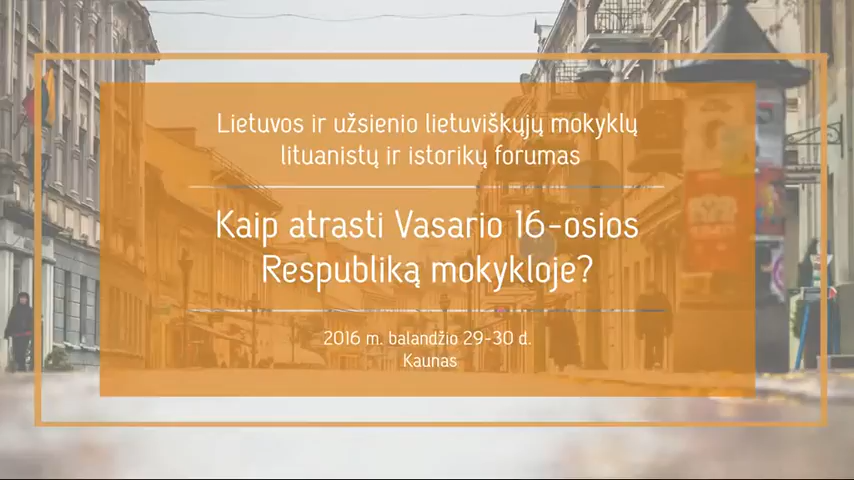 Lietuvos ir užsienio lietuviškųjų mokyklų
lituanistų ir istorikų forumas
Kaip atrasti Vasario 16-osios
Respubliką mokykloje?
2016 m. balandžio 29-30 d.
Kaunas